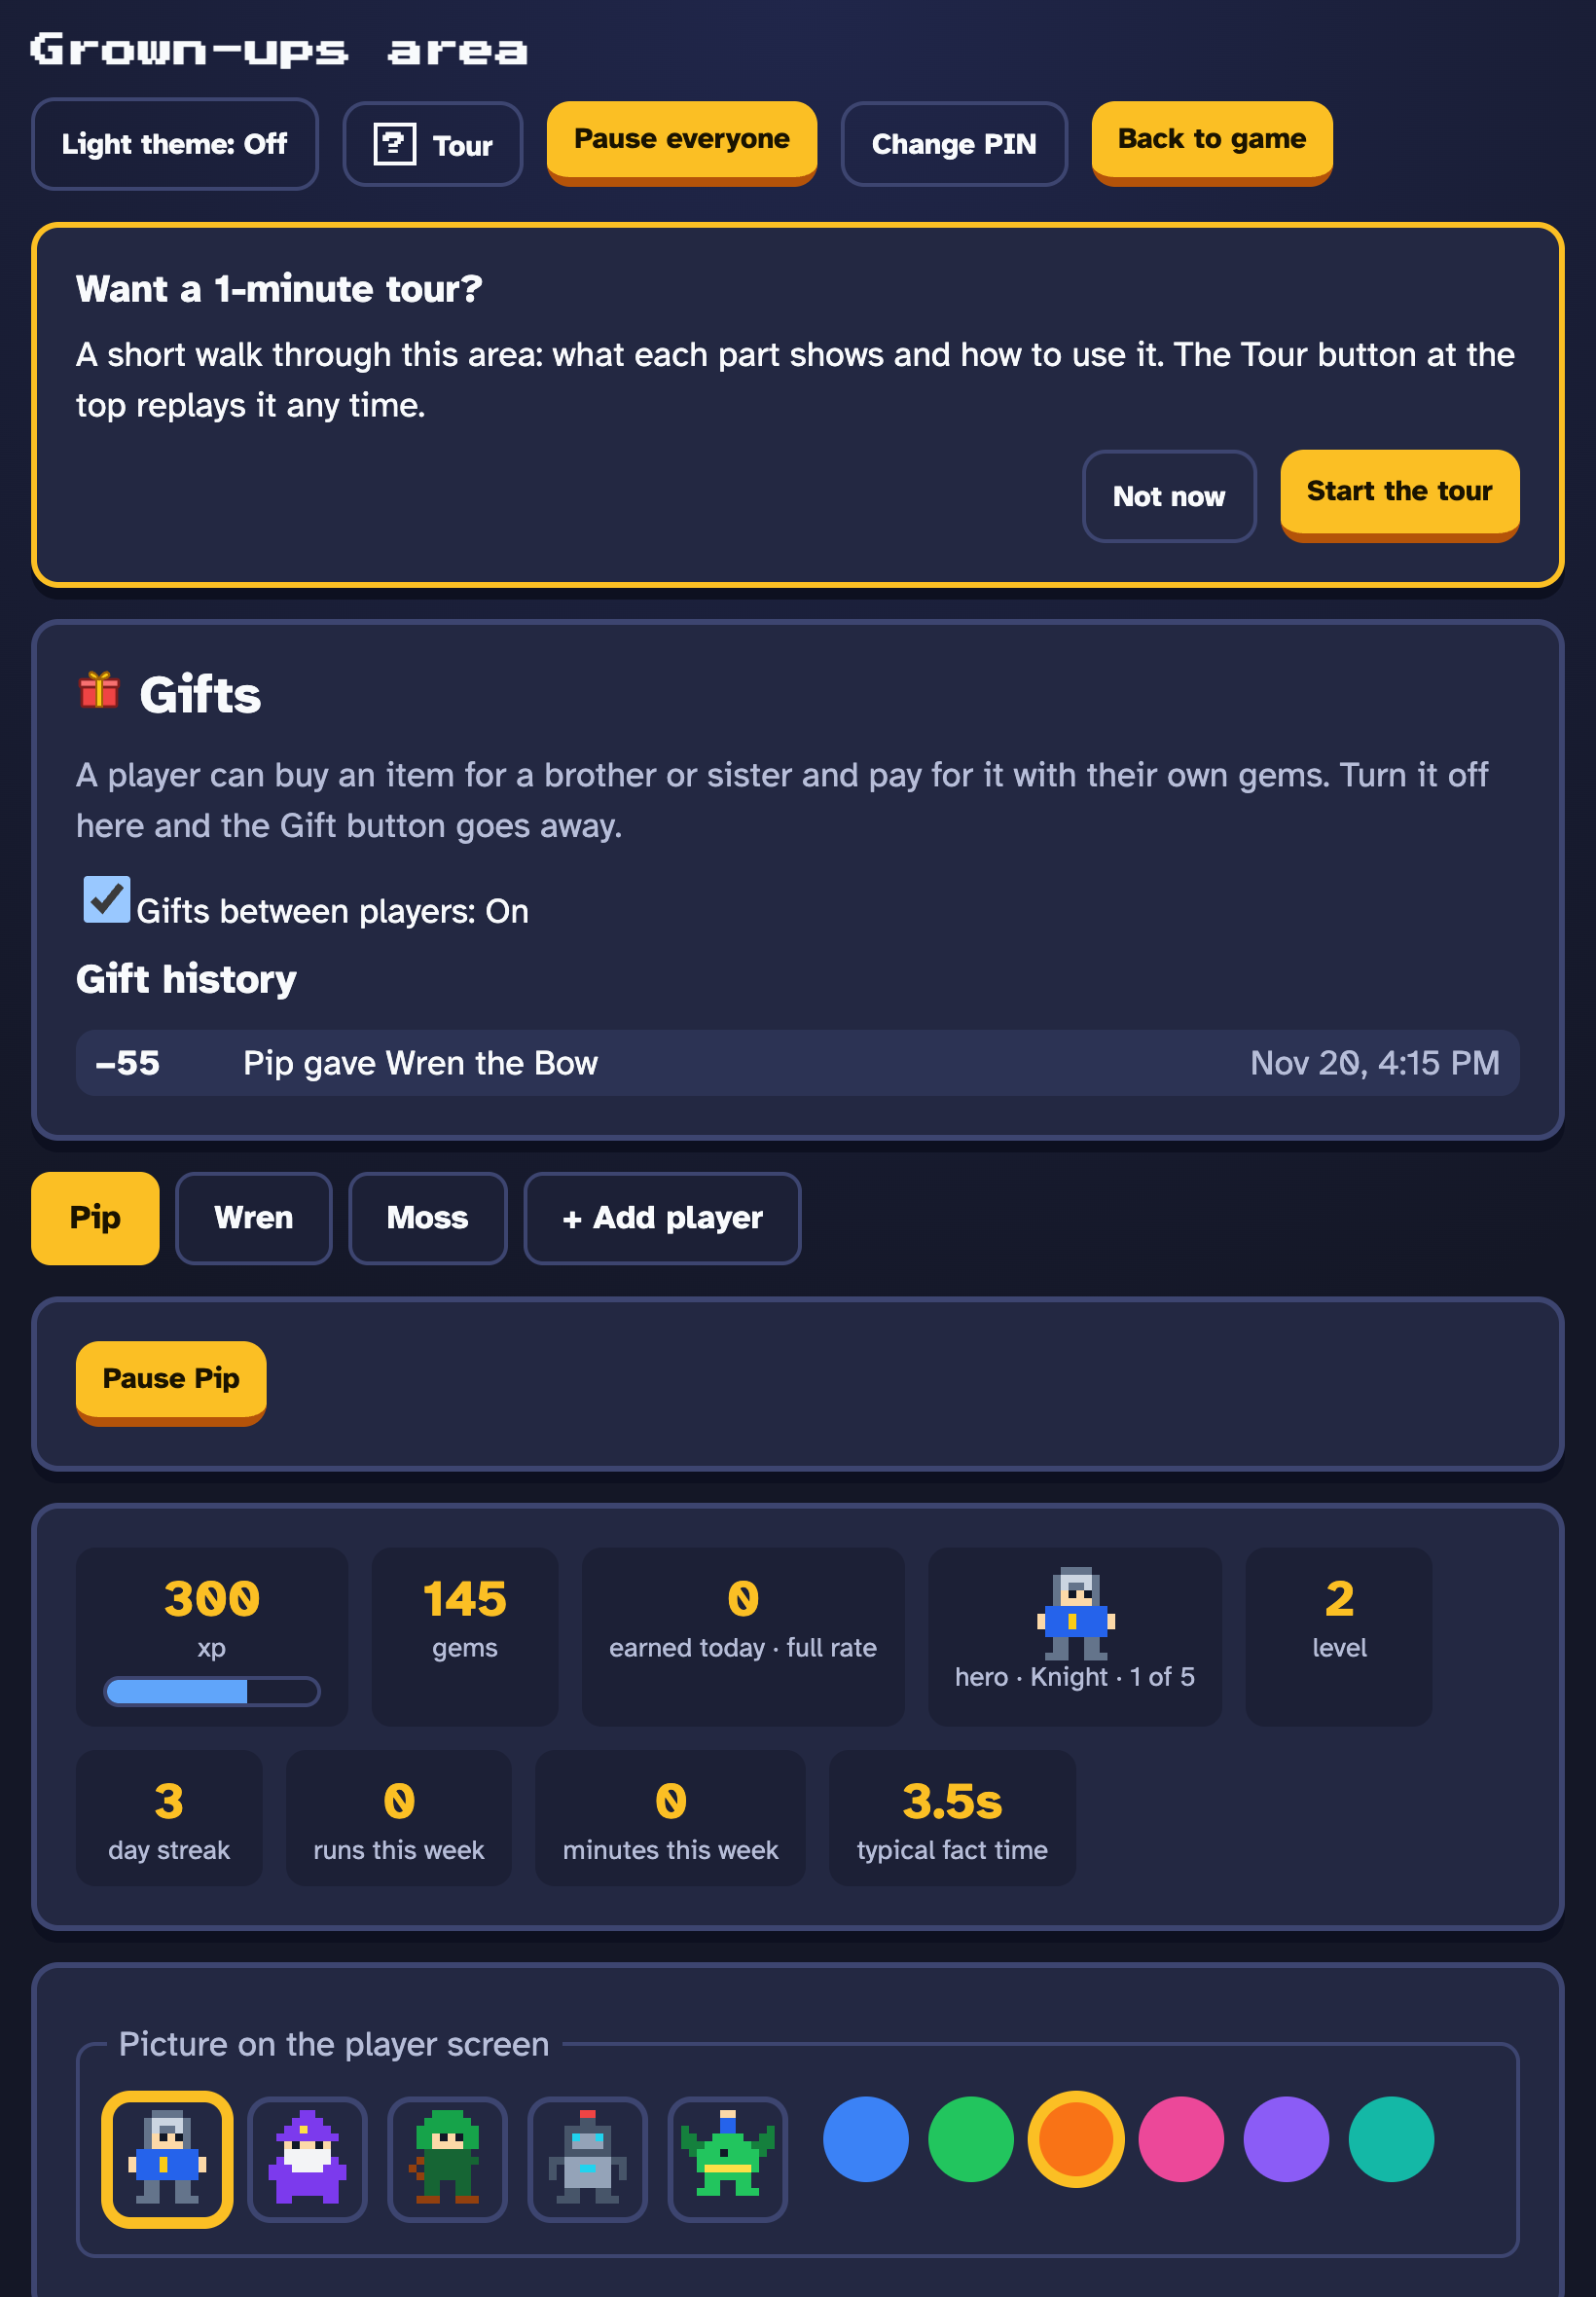 Grown-ups area
Light theme: Off
? Tour
Pause everyone
Change PIN
Back to game
Want a 1-minute tour?
A short walk through this area: what each part shows and how to use it. The Tour button at the
top replays it any time.
Not now
Start the tour
Gifts
A player can buy an item for a brother or sister and pay for it with their own gems. Turn it off
here and the Gift button goes away.
Gifts between players: On
Gift history
−55 Pip gave Wren the Bow Nov 20, 4:15 PM
Pip
Wren
Moss
+ Add player
Pause Pip
300
xp
145
gems
0
earned today · full rate
hero · Knight · 1 of 5
2
level
3
day streak
0
runs this week
0
minutes this week
3.5s
typical fact time
Picture on the player screen